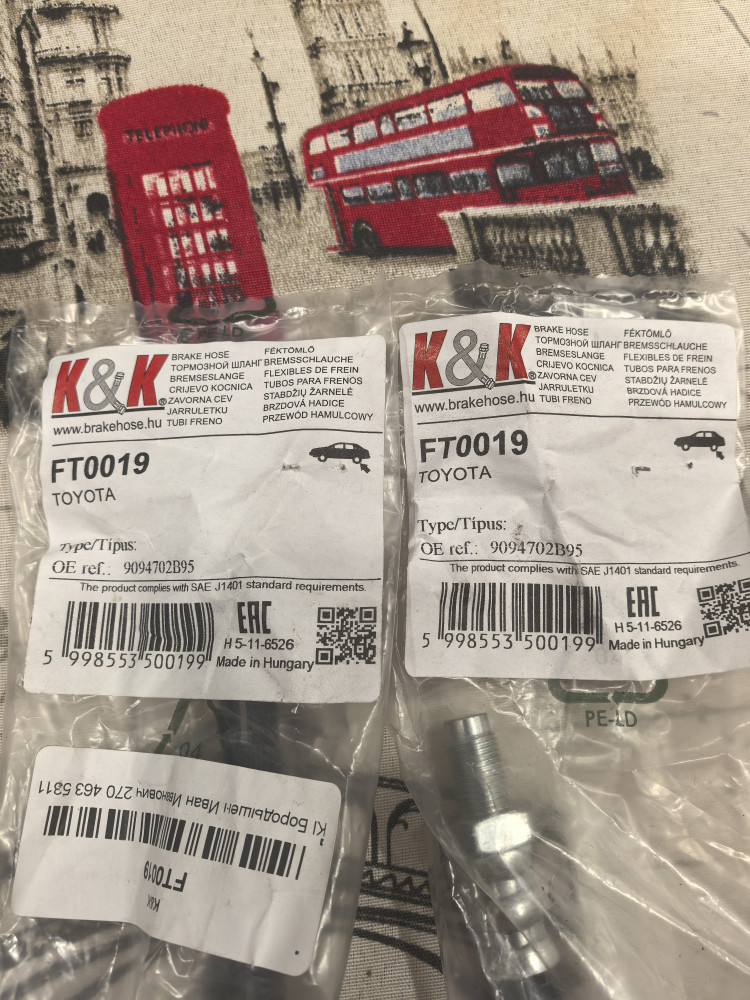 TELEPHONE
K&K®
www.brakehose.hu
BRAKE HOSE
ТОРМОЗНОЙ ШЛАНГ
BREMSESLANGE
CRIJEVO KOCNICA
ZAVORNA CEV
JARRULETKU
TUBI FRENO
FÉKTÖMLŐ
BREMSSCHLAUCHE
FLEXIBLES DE FREIN
TUBOS PARA FRENOS
STABDŽIŲ ŽARNELĖ
BRZDOVÁ HADICE
PRZEWÓD HAMULCOWY
FT0019
TOYOTA
Type/Típus:
OE ref.: 9094702B95
The product complies with SAE J1401 standard requirements.
EAC
H 5-11-6526
Made in Hungary
5 998553 500199
K&K
www.brakehose.hu
BRAKE HOSE
ТОРМОЗНОЙ ШЛАНГ
BREMSESLANGE
CRIJEVO KOCNICA
ZAVORNA CEV
JARRULETKU
TUBI FRENO
FÉKTÖMLŐ
BREMSSCHLAUCHE
FLEXIBLES DE FREIN
TUBOS PARA FRENOS
STABDŽIŲ ŽARNELĖ
BRZDOVÁ HADICE
PRZEWÓD HAMULCOWY
FT0019
TOYOTA
Type/Típus:
OE ref.: 9094702B95
The product complies with SAE J1401 standard requirements.
EAC
H 5-11-6526
Made in Hungary
5 998553 500199
PE-LD
K&K
FT0019
KI Бородышен Иван Иванович 270 463 5311